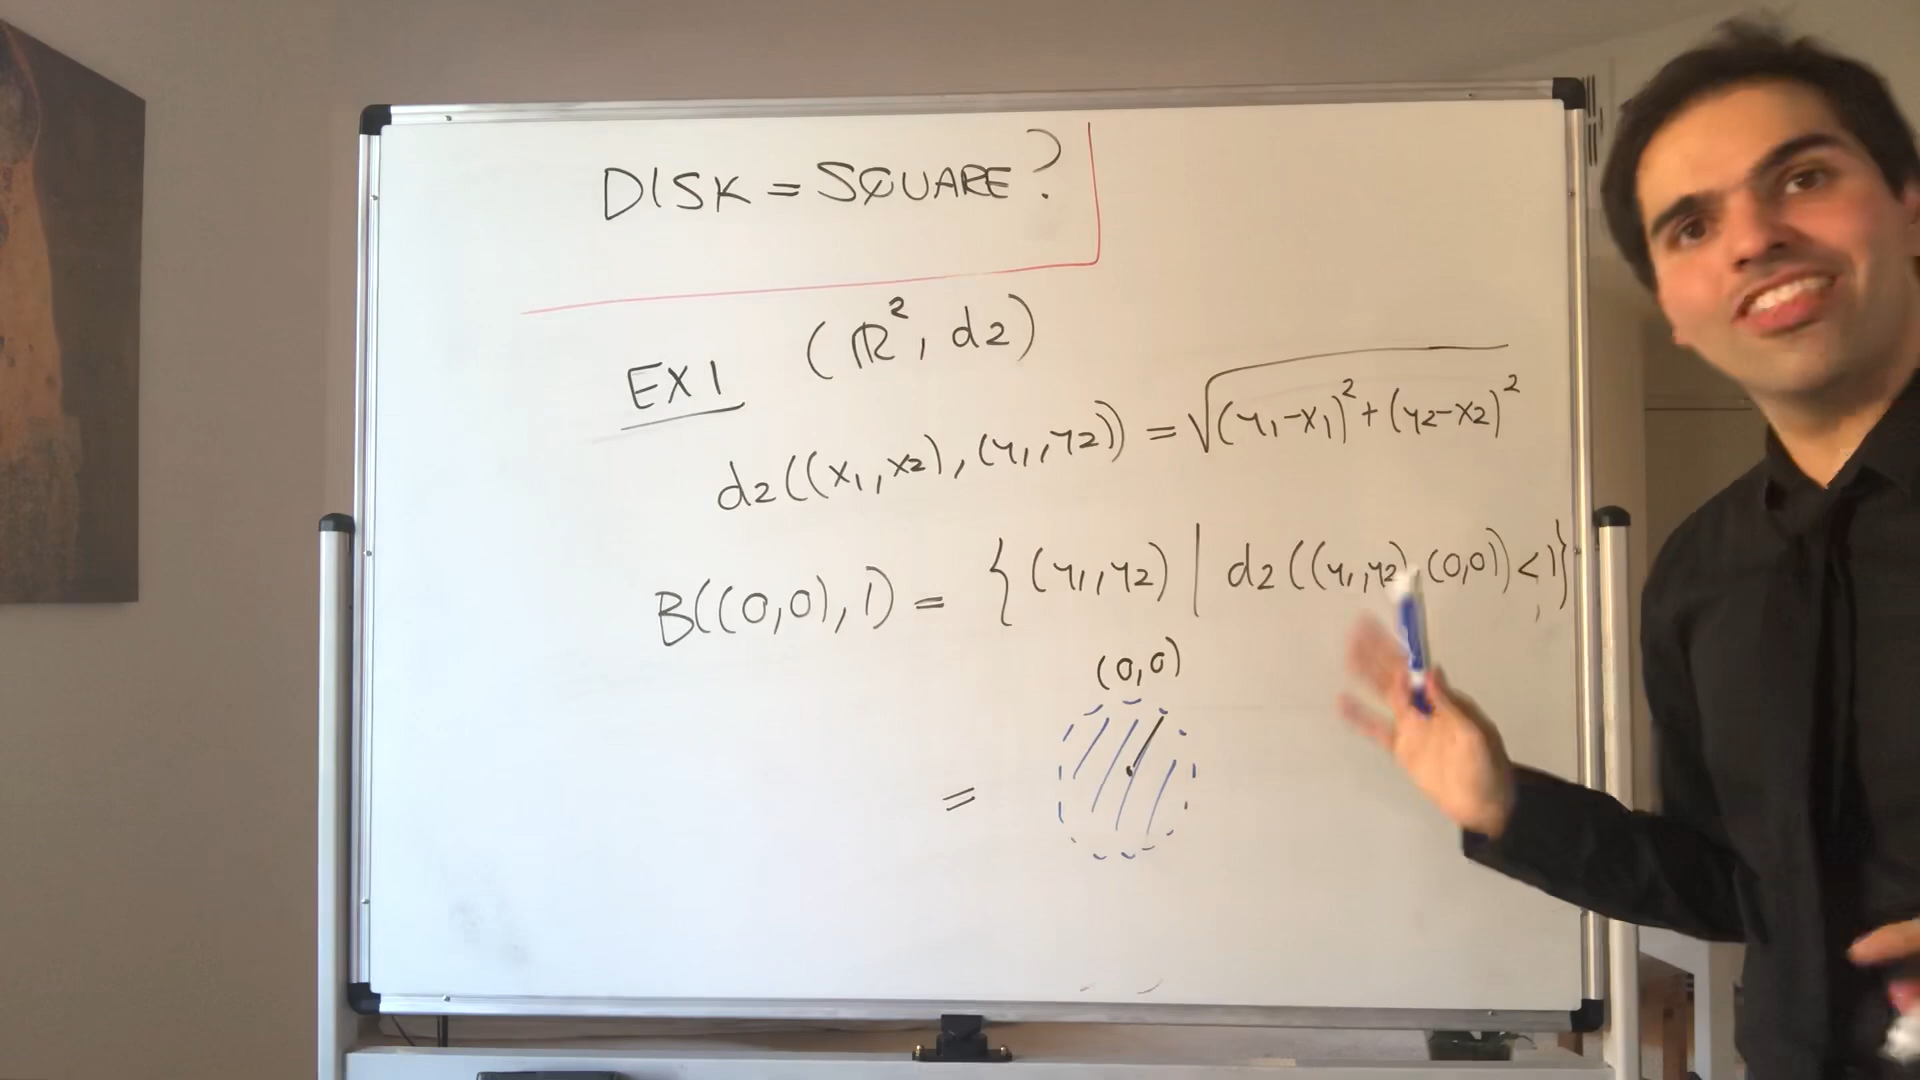 DISK = SQUARE?
EX1 (ℝ², d2)
d2((x1,x2),(y1,y2)) = √(y1-x1)² + (y2-x2)²
B((0,0),1) = {(y1,y2) | d2((y1,y2),(0,0)) < 1}
(0,0)
=